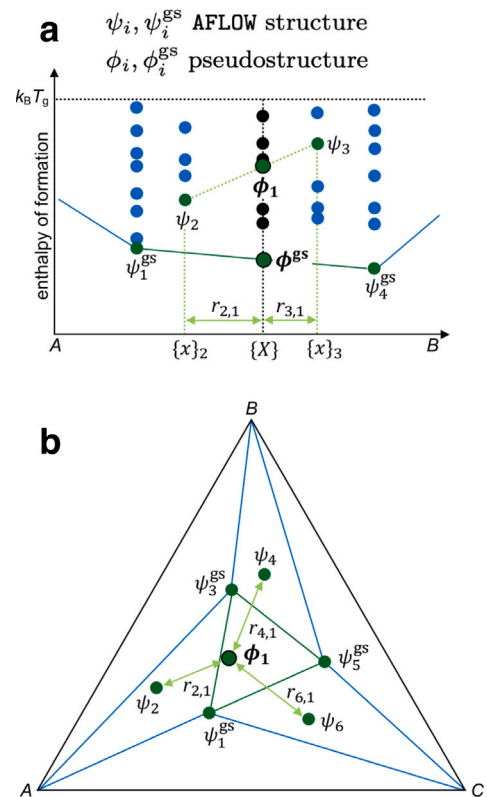 a
ψᵢ, ψᵢᵍˢ AFLOW structure
ϕᵢ, ϕᵢᵍˢ pseudostructure
k_BT_g
enthalpy of formation
ψ₃
ϕ₁
ψ₂
ψ₁ᵍˢ
ϕᵍˢ
ψ₄ᵍˢ
r₂,₁ r₃,₁
A {x}₂ {X} {x}₃ B
b
B
ψ₄
ψ₃ᵍˢ
r₄,₁
ϕ₁
ψ₅ᵍˢ
r₂,₁ r₆,₁
ψ₂
ψ₆
ψ₁ᵍˢ
A C